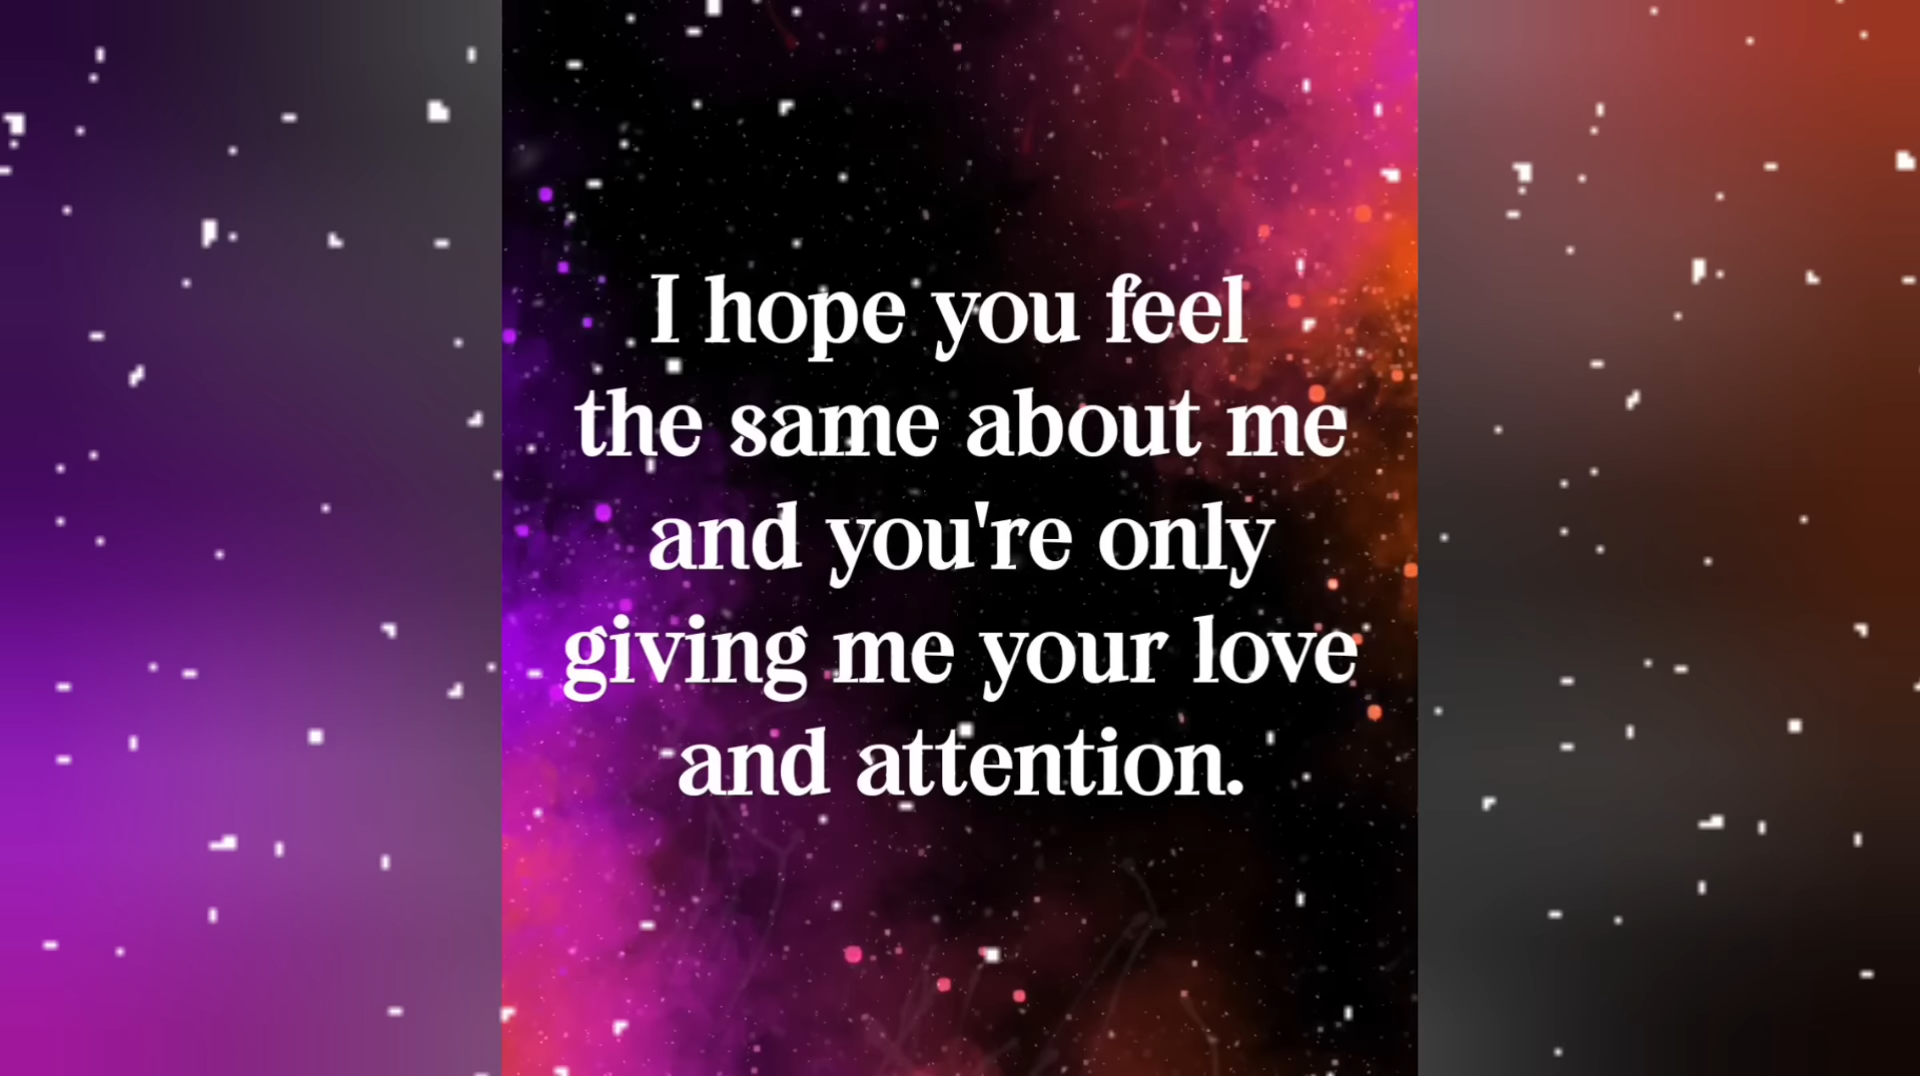 I hope you feel
the same about me
and you're only
giving me your love
and attention.